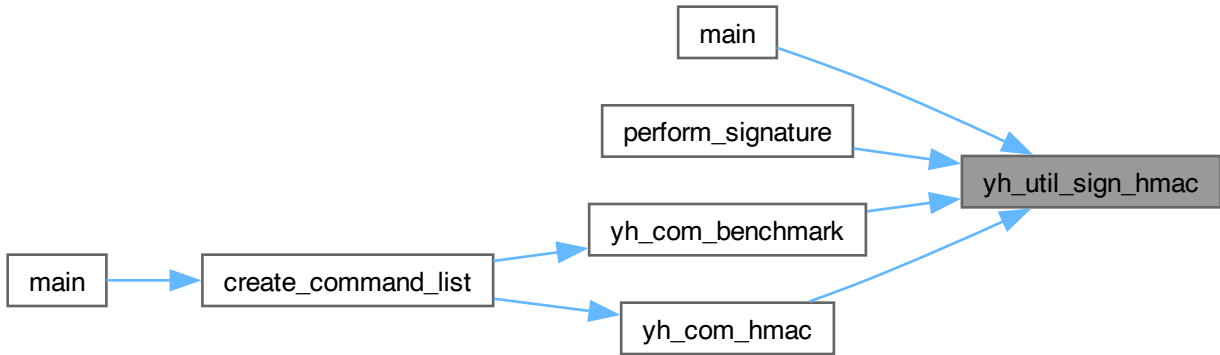 main
perform_signature
yh_util_sign_hmac
yh_com_benchmark
main
create_command_list
yh_com_hmac